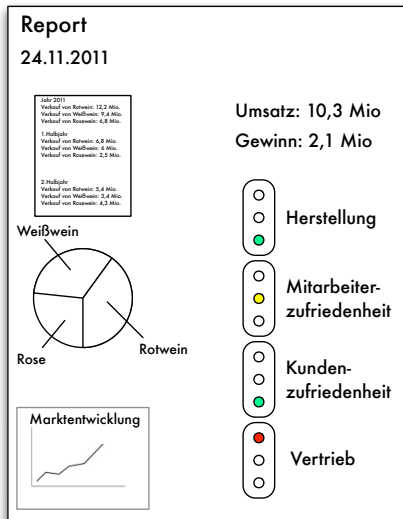 Report
24.11.2011
Jahr 2011
Verkauf von Rotwein: 12,2 Mio.
Verkauf von Weißwein: 9,4 Mio.
Verkauf von Rosewein: 6,8 Mio.
1.Halbjahr
Verkauf von Rotwein: 6,8 Mio.
Verkauf von Weißwein: 6 Mio.
Verkauf von Rosewein: 2,5 Mio.
2.Halbjahr
Verkauf von Rotwein: 5,4 Mio.
Verkauf von Weißwein: 3,4 Mio.
Verkauf von Rosewein: 4,3 Mio.
Weißwein
Rose
Rotwein
Marktentwicklung
Umsatz: 10,3 Mio
Gewinn: 2,1 Mio
Herstellung
Mitarbeiter-
zufriedenheit
Kunden-
zufriedenheit
Vertrieb